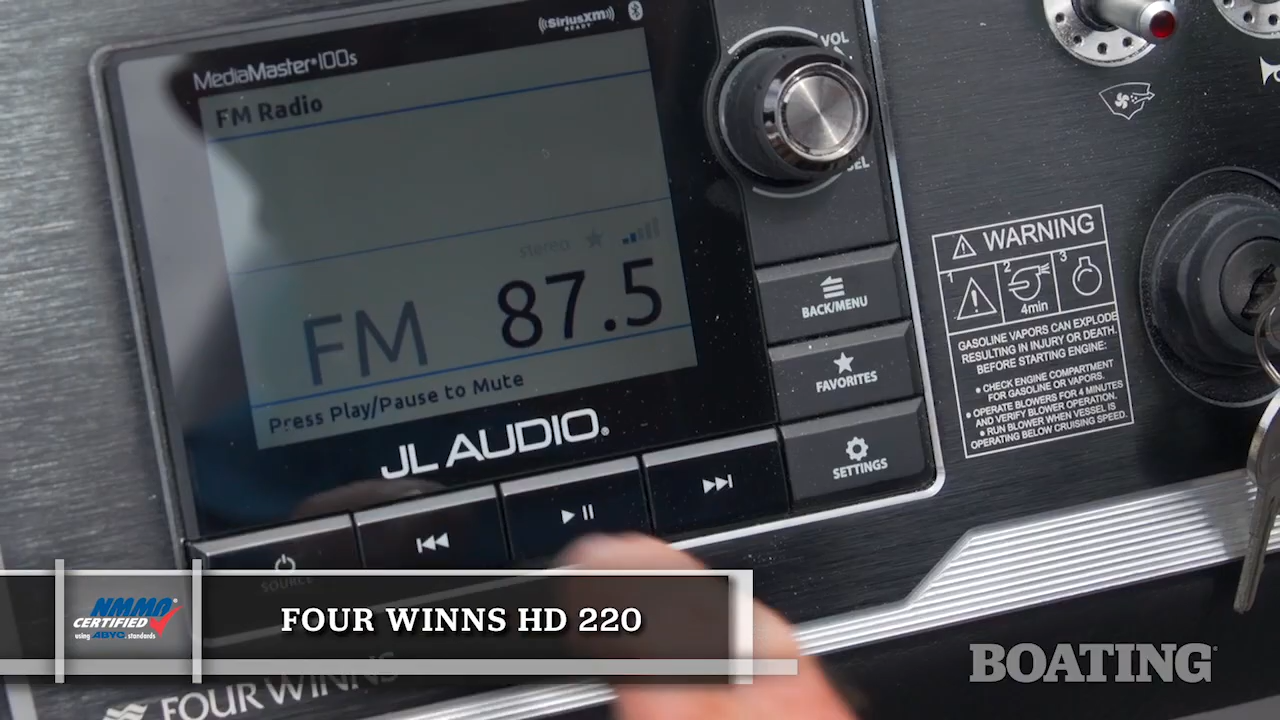 SiriusXM
READY
MediaMaster®100s
FM Radio
VOL
SEL
stereo
FM 87.5
Press Play/Pause to Mute
JL AUDIO®
BACK/MENU
FAVORITES
SETTINGS
SOURCE
WARNING
1 2 3
4min
GASOLINE VAPORS CAN EXPLODE
RESULTING IN INJURY OR DEATH.
BEFORE STARTING ENGINE:
• CHECK ENGINE COMPARTMENT
FOR GASOLINE OR VAPORS.
• OPERATE BLOWERS FOR 4 MINUTES
AND VERIFY BLOWER OPERATION.
• RUN BLOWER WHEN VESSEL IS
OPERATING BELOW CRUISING SPEED.
NMMA
CERTIFIED
using ABYC standards
FOUR WINNS HD 220
BOATING
FOUR WINNS